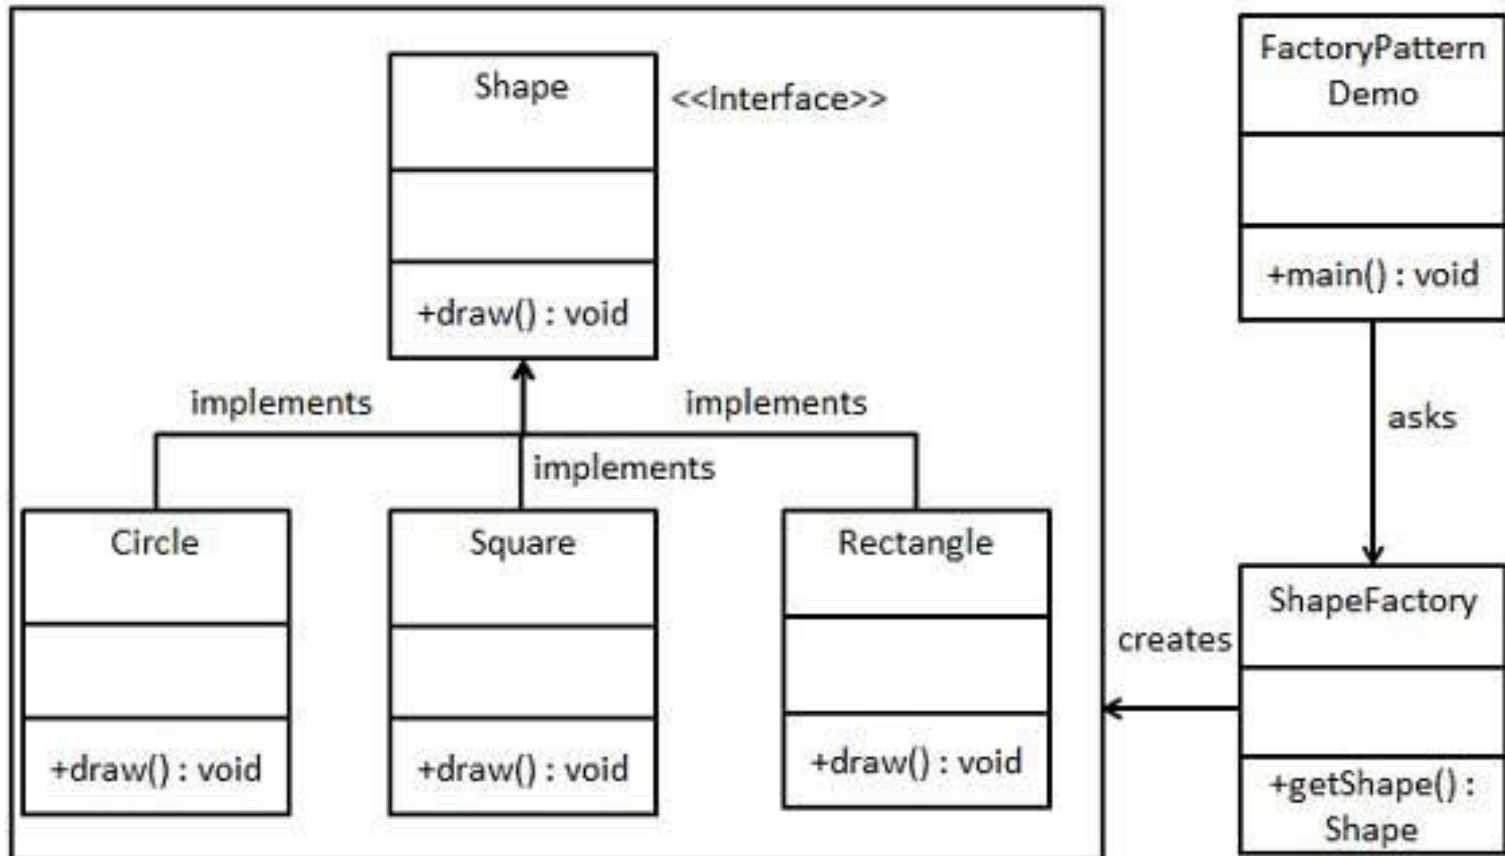 Shape
<<Interface>>
+draw() : void
implements
implements
implements
Circle
+draw() : void
Square
+draw() : void
Rectangle
+draw() : void
FactoryPattern
Demo
+main() : void
asks
creates
ShapeFactory
+getShape() :
Shape